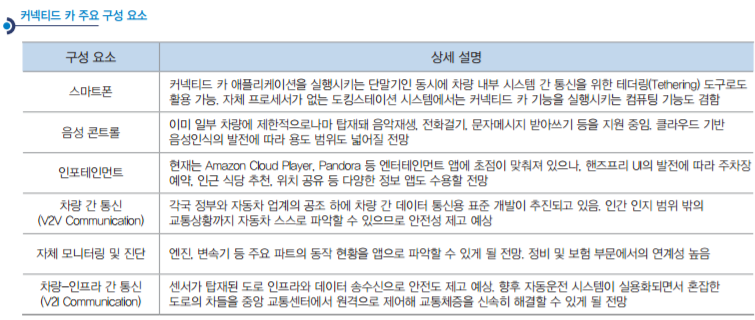 커넥티드 카 주요 구성 요소
구성 요소
상세 설명
스마트폰
커넥티드 카 애플리케이션을 실행시키는 단말기인 동시에 차량 내부 시스템 간 통신을 위한 테더링(Tethering) 도구로도
활용 가능. 자체 프로세서가 없는 도킹스테이션 시스템에서는 커넥티드 카 기능을 실행시키는 컴퓨팅 기능도 겸함
음성 콘트롤
이미 일부 차량에 제한적으로나마 탑재돼 음악재생, 전화걸기, 문자메시지 받아쓰기 등을 지원 중임. 클라우드 기반
음성인식의 발전에 따라 용도 범위도 넓어질 전망
인포테인먼트
현재는 Amazon Cloud Player, Pandora 등 엔터테인먼트 앱에 초점이 맞춰져 있으나, 핸즈프리 UI의 발전에 따라 주차장
예약, 인근 식당 추천, 위치 공유 등 다양한 정보 앱도 수용할 전망
차량 간 통신
(V2V Communication)
각국 정부와 자동차 업계의 공조 하에 차량 간 데이터 통신용 표준 개발이 추진되고 있음. 인간 인지 범위 밖의
교통상황까지 자동차 스스로 파악할 수 있으므로 안전성 제고 예상
자체 모니터링 및 진단
엔진, 변속기 등 주요 파트의 동작 현황을 앱으로 파악할 수 있게 될 전망. 정비 및 보험 부문에서의 연계성 높음
차량-인프라 간 통신
(V2I Communication)
센서가 탑재된 도로 인프라와 데이터 송수신으로 안전도 제고 예상. 향후 자동운전 시스템이 실용화되면서 혼잡한
도로의 차들을 중앙 교통센터에서 원격으로 제어해 교통체증을 신속히 해결할 수 있게 될 전망